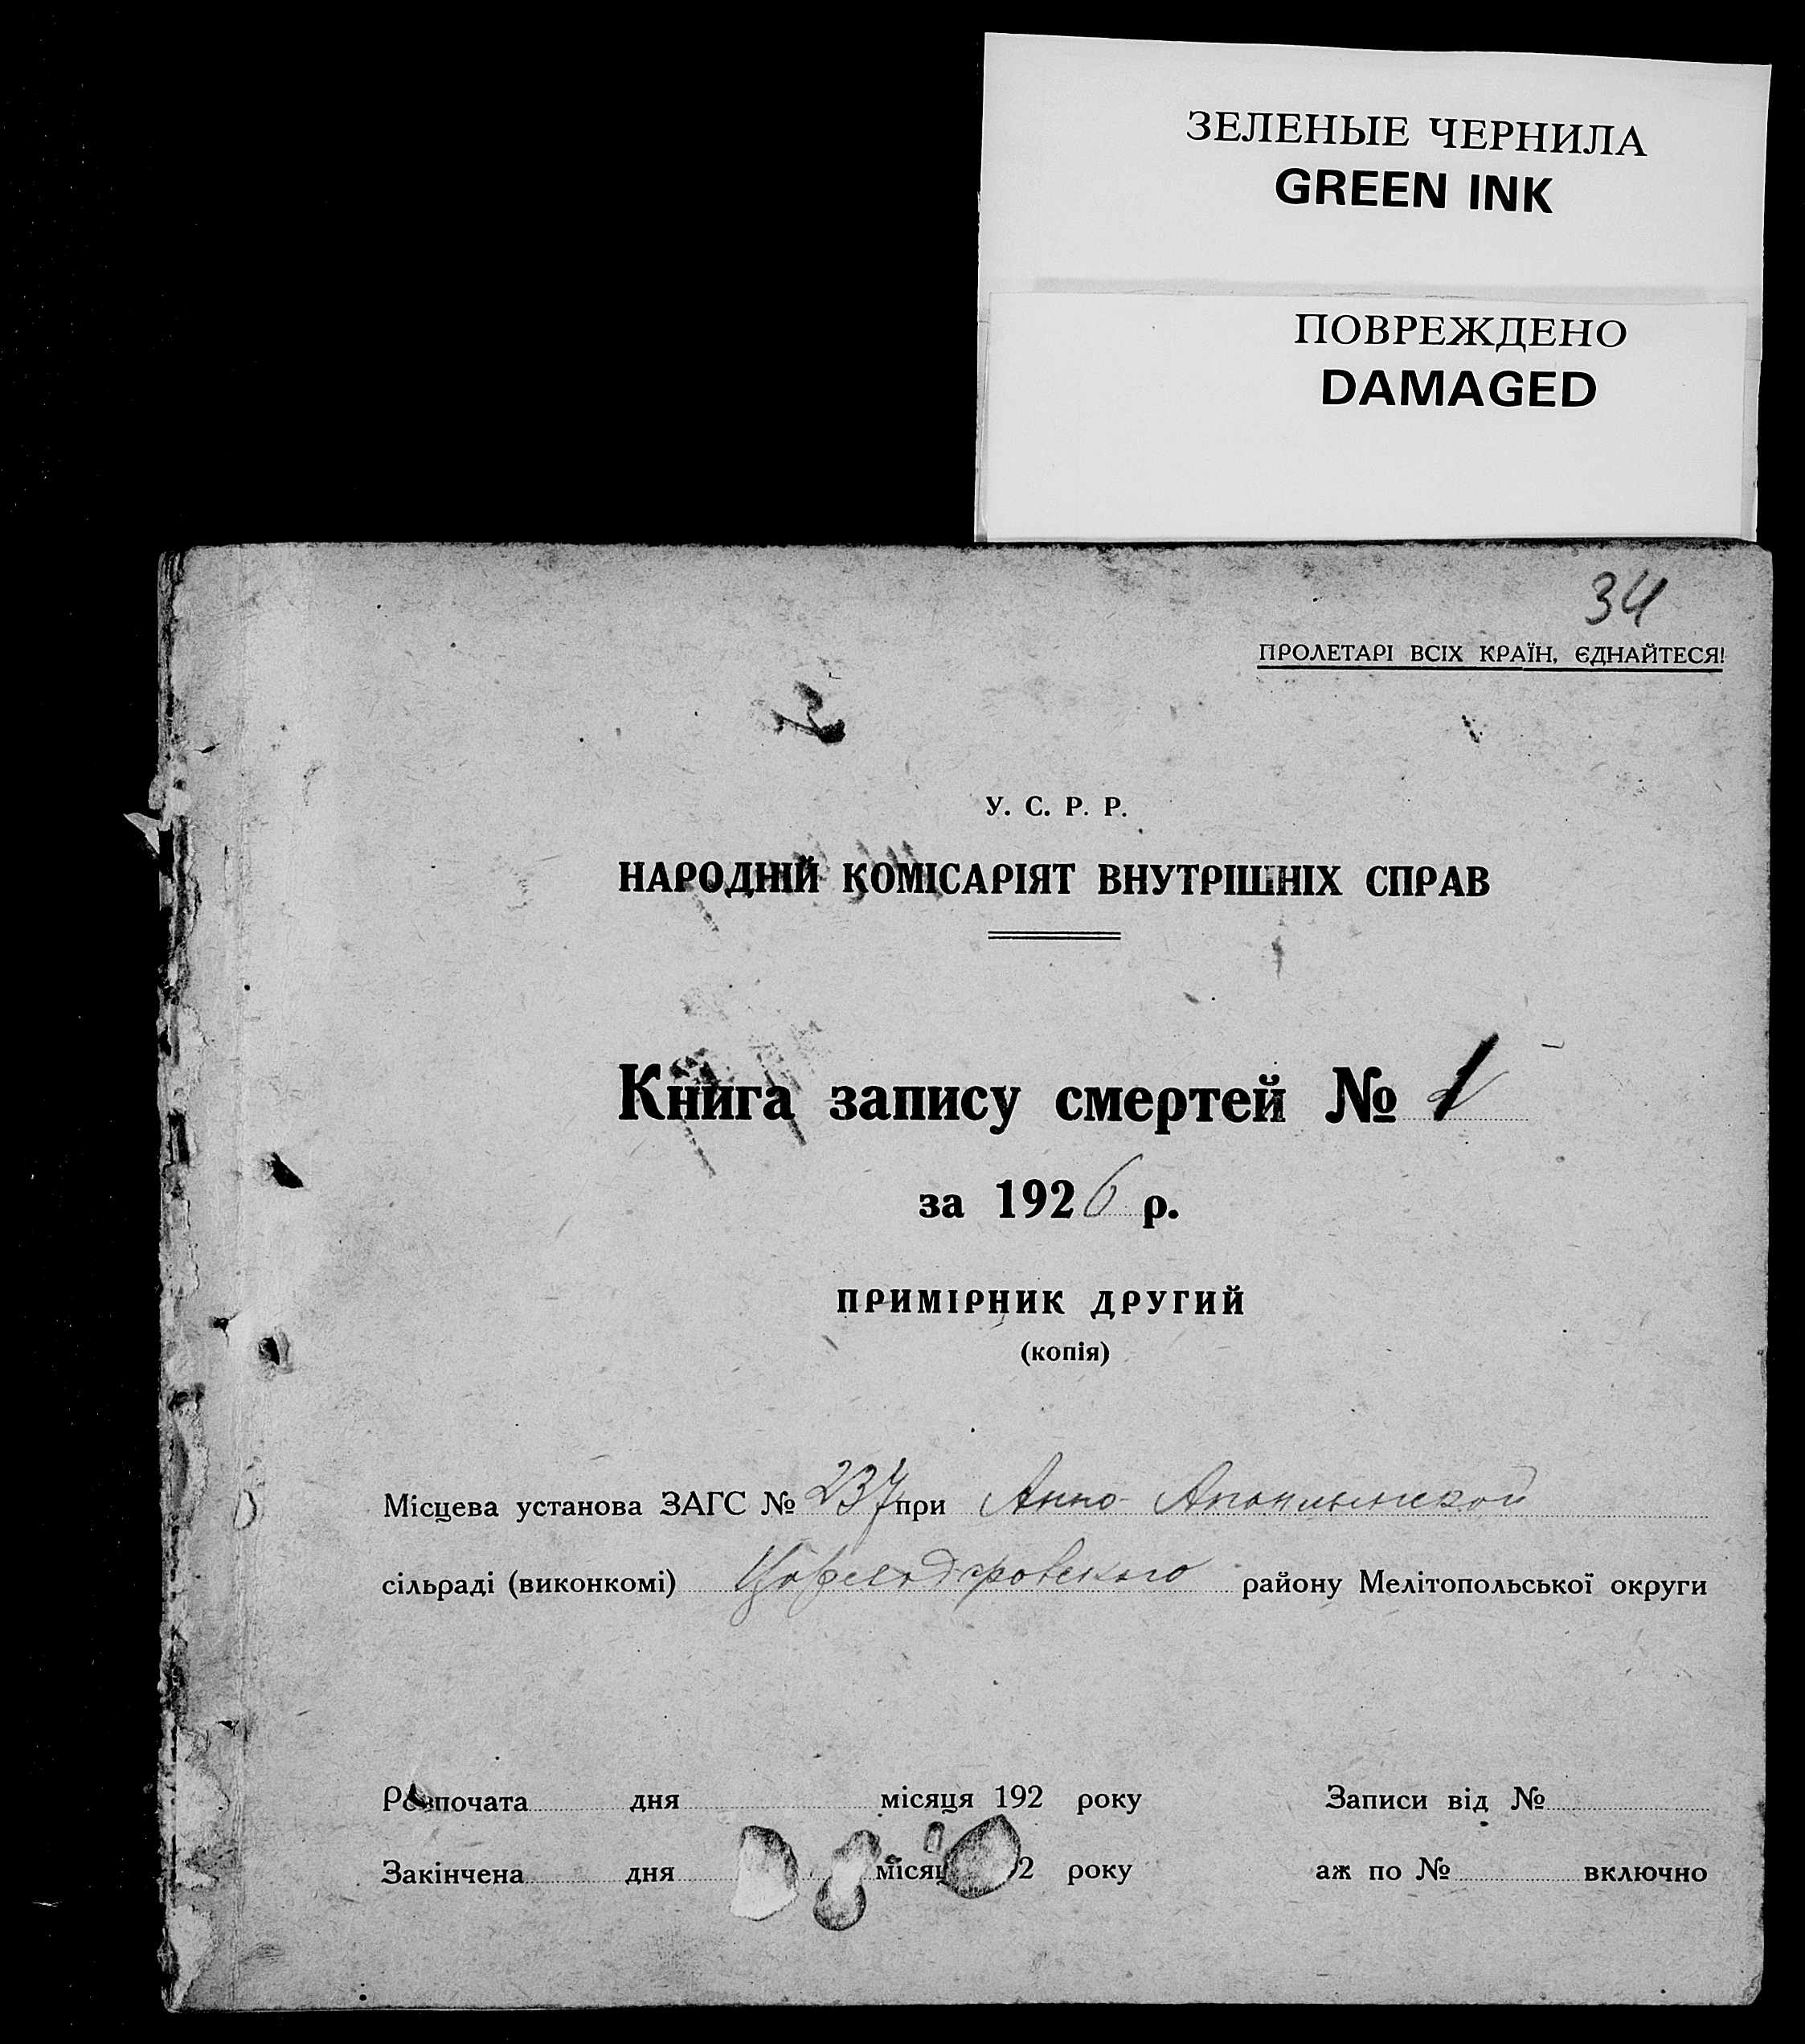 ЗЕЛЕНЫЕ ЧЕРНИЛА
GREEN INK
ПОВРЕЖДЕНО
DAMAGED
34
ПРОЛЕТАРІ ВСІХ КРАЇН, ЄДНАЙТЕСЯ!
У. С. Р. Р.
НАРОДНІЙ КОМІСАРІЯТ ВНУТРІШНІХ СПРАВ
Книга запису смертей № 1
за 1926 р.
ПРИМІРНИК ДРУГИЙ
(копія)
Місцева установа ЗАГС № 237 при Анно-
сільраді (виконкомі) району Мелітопольської округи
Розпочата дня місяця 192 року Записи від №
Закінчена дня місяця 192 року аж по № включно